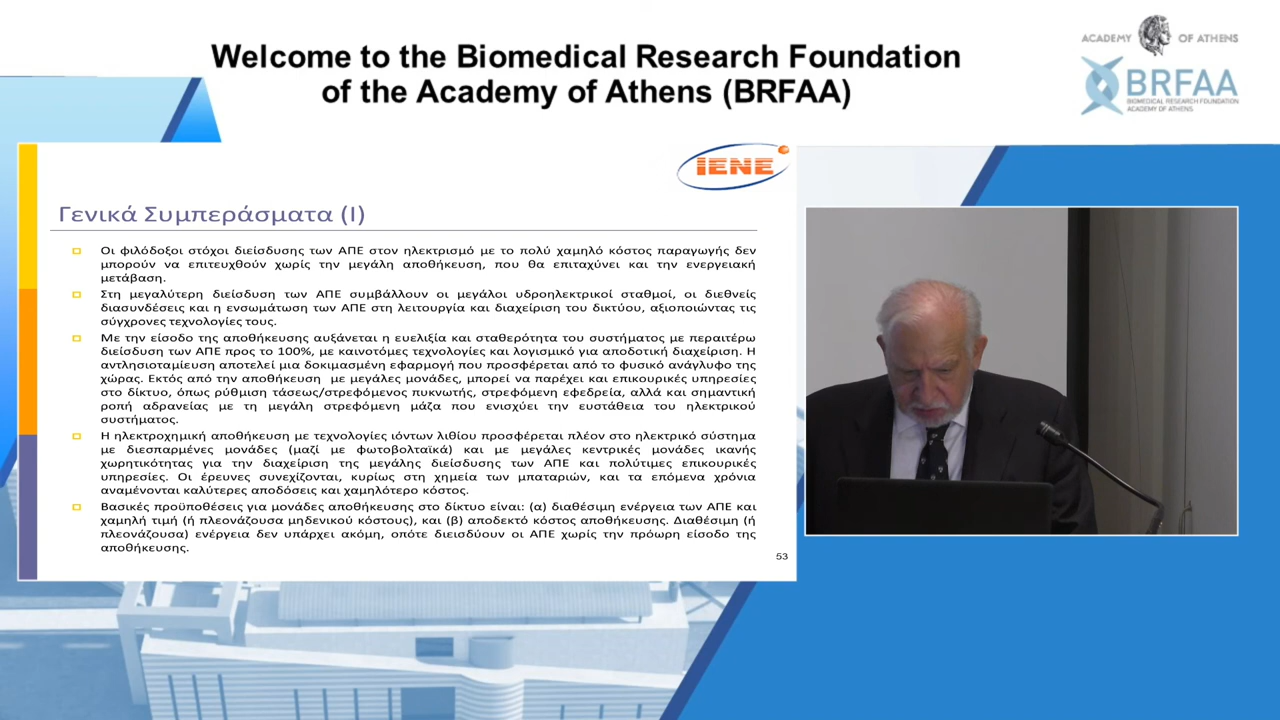 Welcome to the Biomedical Research Foundation
of the Academy of Athens (BRFAA)
ACADEMY OF ATHENS
BRFAA
BIOMEDICAL RESEARCH FOUNDATION
ACADEMY OF ATHENS
IENE
Γενικά Συμπεράσματα (Ι)
Οι φιλόδοξοι στόχοι διείσδυσης των ΑΠΕ στον ηλεκτρισμό με το πολύ χαμηλό κόστος παραγωγής δεν
μπορούν να επιτευχθούν χωρίς την μεγάλη αποθήκευση, που θα επιταχύνει και την ενεργειακή
μετάβαση.
Στη μεγαλύτερη διείσδυση των ΑΠΕ συμβάλλουν οι μεγάλοι υδροηλεκτρικοί σταθμοί, οι διεθνείς
διασυνδέσεις και η ενσωμάτωση των ΑΠΕ στη λειτουργία και διαχείριση του δικτύου, αξιοποιώντας τις
σύγχρονες τεχνολογίες τους.
Με την είσοδο της αποθήκευσης αυξάνεται η ευελιξία και σταθερότητα του συστήματος με περαιτέρω
διείσδυση των ΑΠΕ προς το 100%, με καινοτόμες τεχνολογίες και λογισμικό για αποδοτική διαχείριση. Η
αντλησιοταμίευση αποτελεί μια δοκιμασμένη εφαρμογή που προσφέρεται από το φυσικό ανάγλυφο της
χώρας. Εκτός από την αποθήκευση με μεγάλες μονάδες, μπορεί να παρέχει και επικουρικές υπηρεσίες
στο δίκτυο, όπως ρύθμιση τάσεως/στρεφόμενος πυκνωτής, στρεφόμενη εφεδρεία, αλλά και σημαντική
ροπή αδρανείας με τη μεγάλη στρεφόμενη μάζα που ενισχύει την ευστάθεια του ηλεκτρικού
συστήματος.
Η ηλεκτροχημική αποθήκευση με τεχνολογίες ιόντων λιθίου προσφέρεται πλέον στο ηλεκτρικό σύστημα
με διεσπαρμένες μονάδες (μαζί με φωτοβολταϊκά) και με μεγάλες κεντρικές μονάδες ικανής
χωρητικότητας για την διαχείριση της μεγάλης διείσδυσης των ΑΠΕ και πολύτιμες επικουρικές
υπηρεσίες. Οι έρευνες συνεχίζονται, κυρίως στη χημεία των μπαταριών, και τα επόμενα χρόνια
αναμένονται καλύτερες αποδόσεις και χαμηλότερο κόστος.
Βασικές προϋποθέσεις για μονάδες αποθήκευσης στο δίκτυο είναι: (α) διαθέσιμη ενέργεια των ΑΠΕ και
χαμηλή τιμή (ή πλεονάζουσα μηδενικού κόστους), και (β) αποδεκτό κόστος αποθήκευσης. Διαθέσιμη (ή
πλεονάζουσα) ενέργεια δεν υπάρχει ακόμη, οπότε διεισδύουν οι ΑΠΕ χωρίς την πρόωρη είσοδο της
αποθήκευσης.
53